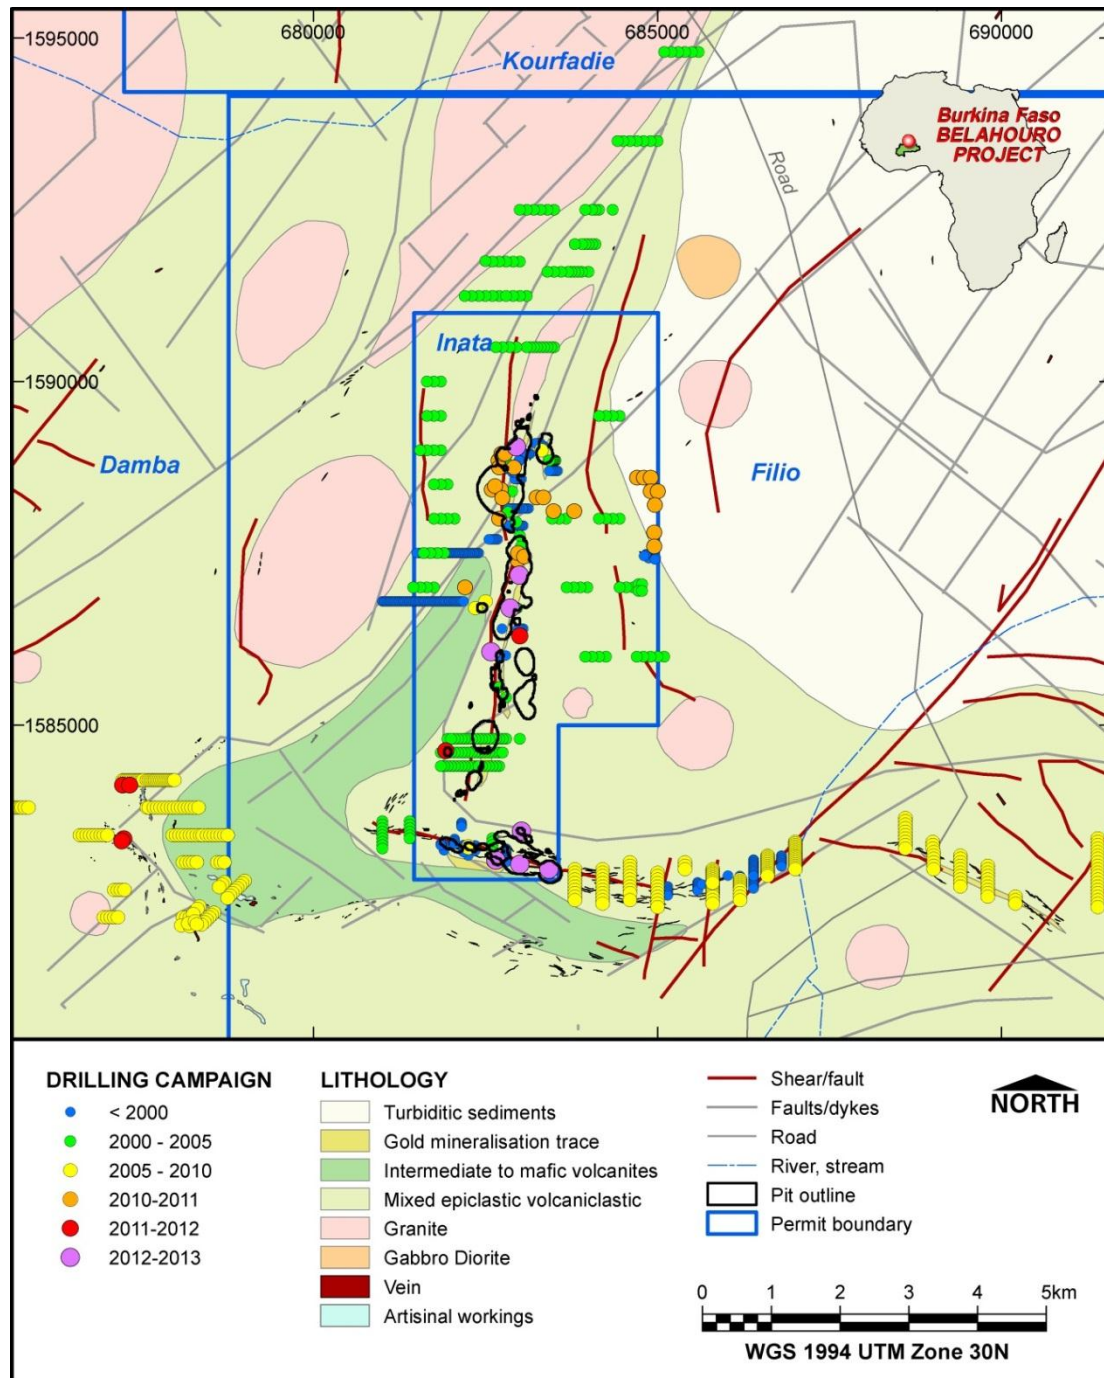 680000
685000
690000
1595000
Kourfadie
Burkina Faso
BELAHOURO
PROJECT
Road
Inata
1590000
Damba
Filio
1585000
DRILLING CAMPAIGN
< 2000
2000 - 2005
2005 - 2010
2010-2011
2011-2012
2012-2013
LITHOLOGY
Turbiditic sediments
Gold mineralisation trace
Intermediate to mafic volcanites
Mixed epiclastic volcaniclastic
Granite
Gabbro Diorite
Vein
Artisinal workings
Shear/fault
Faults/dykes
Road
River, stream
Pit outline
Permit boundary
NORTH
0 1 2 3 4 5km
WGS 1994 UTM Zone 30N